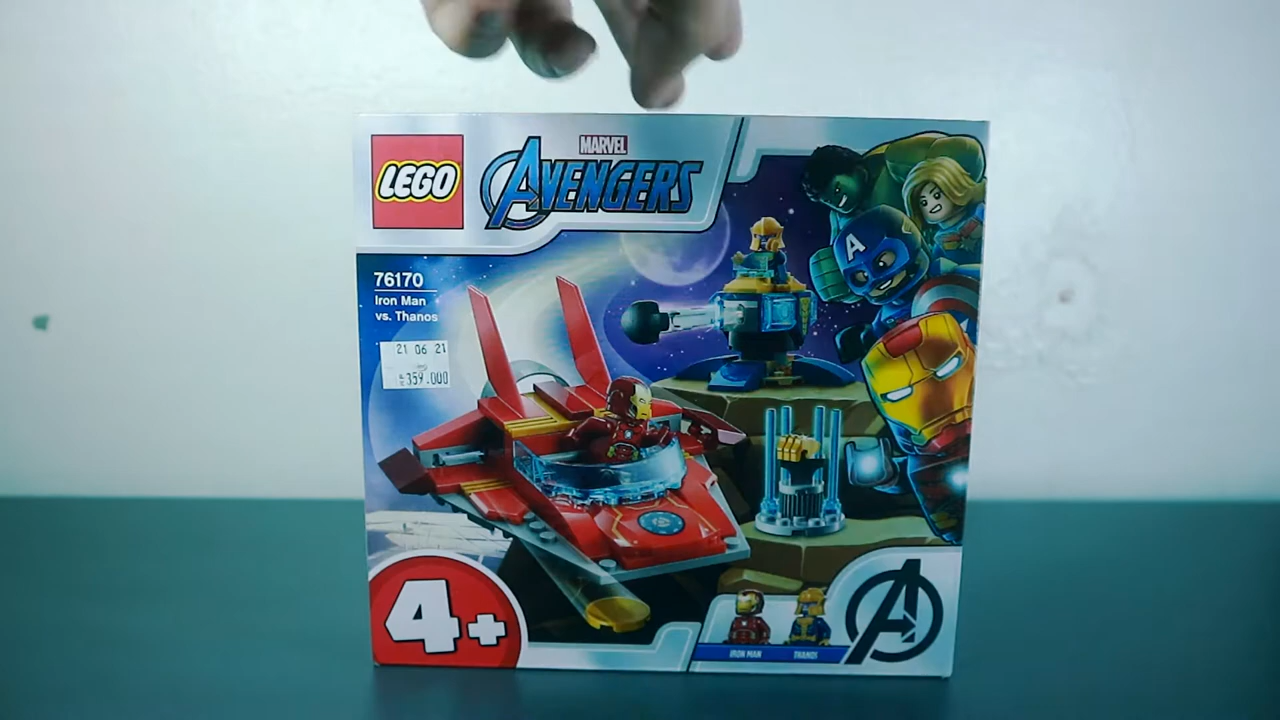 LEGO
MARVEL
AVENGERS
76170
Iron Man
vs. Thanos
21 06 21
359.000
A
4+
IRON MAN
THANOS
A